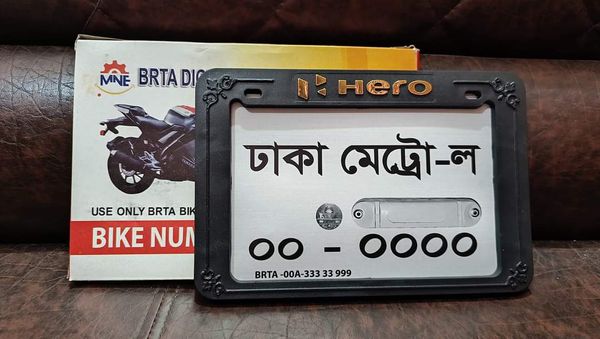 MNE BRTA DIG
USE ONLY BRTA BIK
BIKE NUM
Hero
ঢাকা মেট্রো-ল
০০ - ০০০০
BRTA -00A-333 33 999